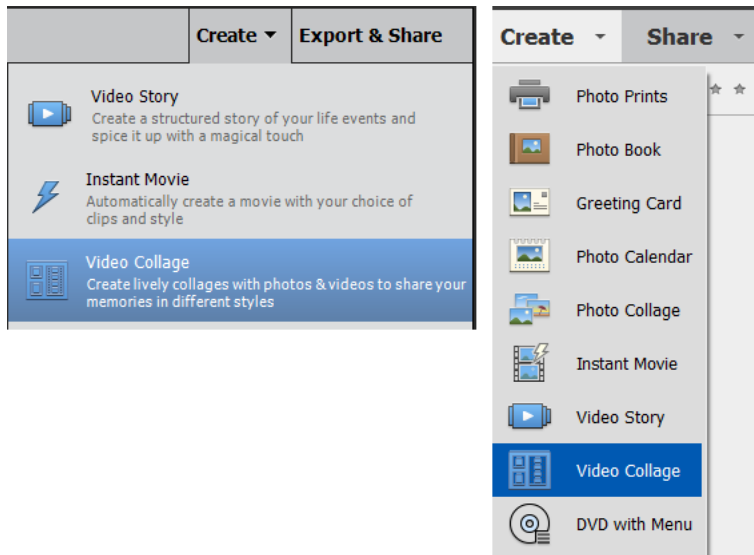 Create
Export & Share
Video Story
Create a structured story of your life events and
spice it up with a magical touch
Instant Movie
Automatically create a movie with your choice of
clips and style
Video Collage
Create lively collages with photos & videos to share your
memories in different styles
Create
Share
Photo Prints
Photo Book
Greeting Card
Photo Calendar
Photo Collage
Instant Movie
Video Story
Video Collage
DVD with Menu